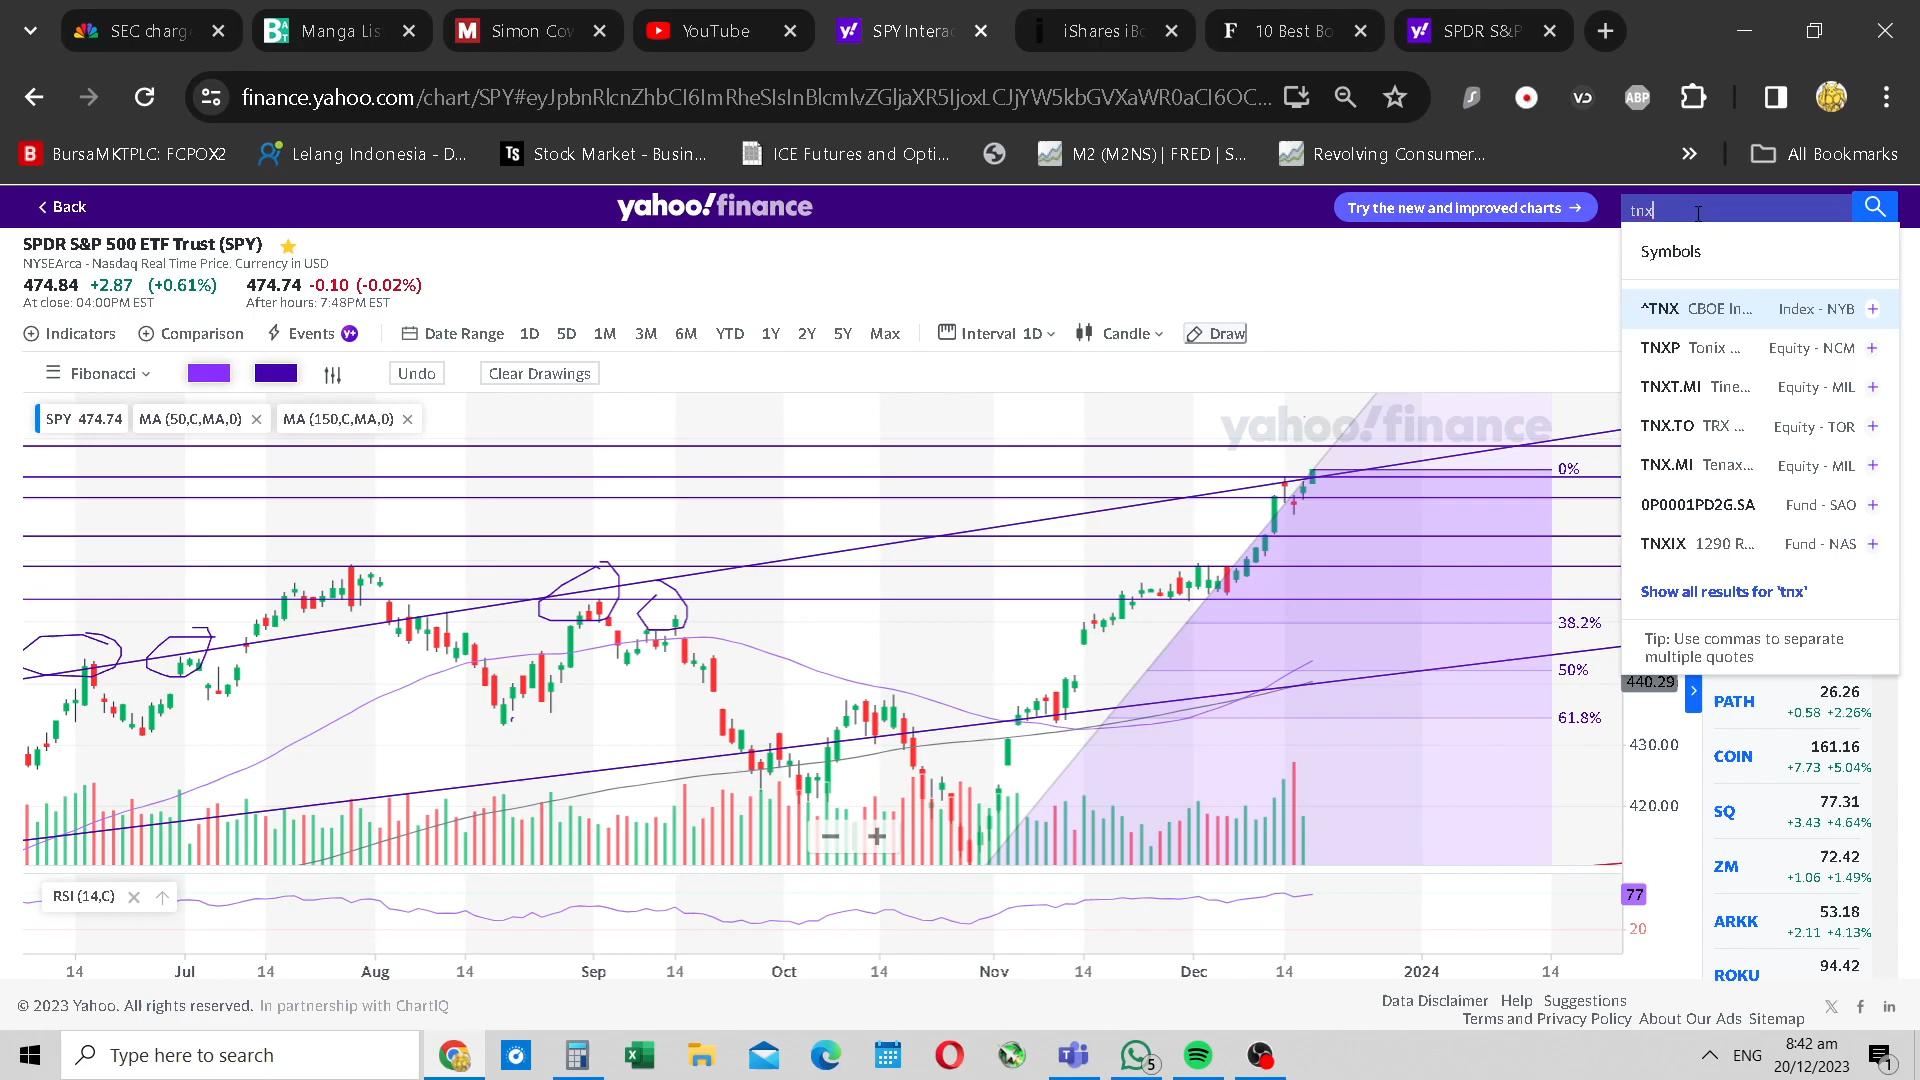 SEC charg
Manga Lis
Simon Cov
YouTube
SPY Intera
iShares iBo
10 Best Bo
SPDR S&P
finance.yahoo.com/chart/SPY#eyJpbnRlcnZhbCI6ImRheSIsInBlcmlvZGljaXR5IjoxLCJjYW5kbGVXaWR0aCI6OC...
BursaMKTPLC: FCPOX2
Lelang Indonesia - D...
Stock Market - Busin...
ICE Futures and Opti...
M2 (M2NS) | FRED | S...
Revolving Consumer...
All Bookmarks
Back
yahoo!finance
Try the new and improved charts →
tnx
SPDR S&P 500 ETF Trust (SPY)
NYSEArca - Nasdaq Real Time Price. Currency in USD
474.84 +2.87 (+0.61%) 474.74 -0.10 (-0.02%)
At close: 04:00PM EST After hours: 7:48PM EST
Indicators Comparison Events Y+ Date Range 1D 5D 1M 3M 6M YTD 1Y 2Y 5Y Max Interval 1D Candle Draw
Fibonacci Undo Clear Drawings
SPY 474.74 MA (50,C,MA,0) MA (150,C,MA,0)
yahoo!finance
0%
38.2%
50%
61.8%
Symbols
^TNX CBOE In... Index - NYB +
TNXP Tonix ... Equity - NCM +
TNXT.MI Tine... Equity - MIL +
TNX.TO TRX ... Equity - TOR +
TNX.MI Tenax... Equity - MIL +
0P0001PD2G.SA Fund - SAO +
TNXIX 1290 R... Fund - NAS +
Show all results for 'tnx'
Tip: Use commas to separate
multiple quotes
440.29
430.00
420.00
PATH 26.26
+0.58 +2.26%
COIN 161.16
+7.73 +5.04%
SQ 77.31
+3.43 +4.64%
ZM 72.42
+1.06 +1.49%
ARKK 53.18
+2.11 +4.13%
ROKU 94.42
RSI (14,C)
77
20
14 Jul 14 Aug 14 Sep 14 Oct 14 Nov 14 Dec 14 2024 14
© 2023 Yahoo. All rights reserved. In partnership with ChartIQ
Data Disclaimer Help Suggestions
Terms and Privacy Policy About Our Ads Sitemap
Type here to search
5
ENG
8:42 am
20/12/2023
1